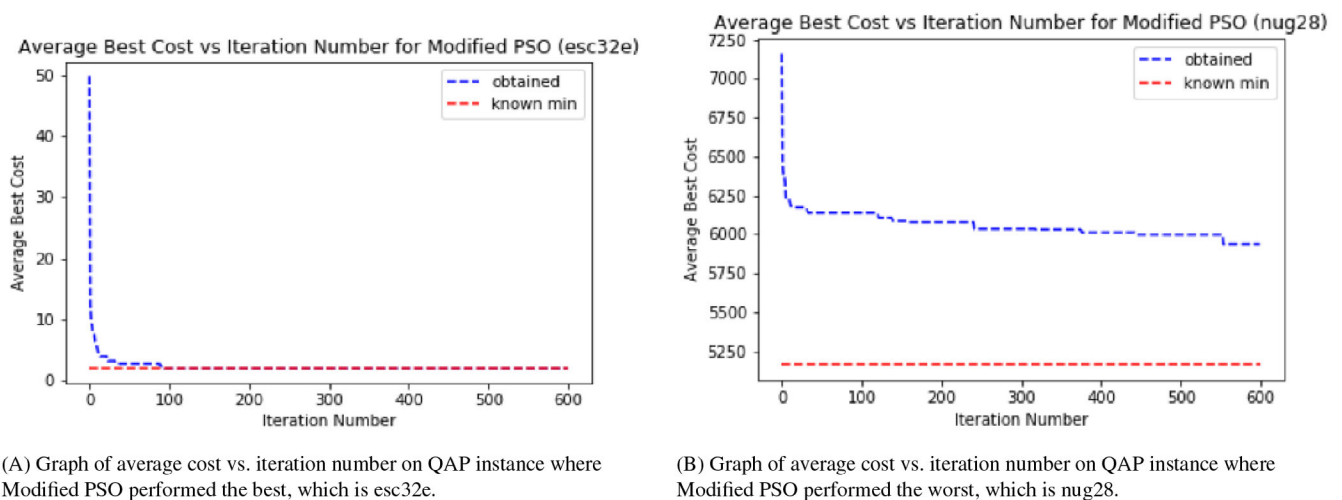 Average Best Cost vs Iteration Number for Modified PSO (esc32e)
50
40
30
20
10
0
Average Best Cost
obtained
known min
0 100 200 300 400 500 600
Iteration Number
(A) Graph of average cost vs. iteration number on QAP instance where
Modified PSO performed the best, which is esc32e.
Average Best Cost vs Iteration Number for Modified PSO (nug28)
7250
7000
6750
6500
6250
6000
5750
5500
5250
Average Best Cost
obtained
known min
0 100 200 300 400 500 600
Iteration Number
(B) Graph of average cost vs. iteration number on QAP instance where
Modified PSO performed the worst, which is nug28.